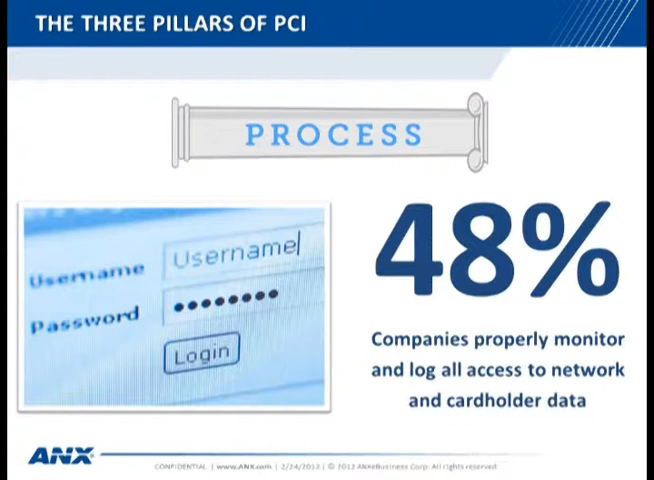 THE THREE PILLARS OF PCI
PROCESS
48%
Username
Username
Password
Login
Companies properly monitor
and log all access to network
and cardholder data
ANX
CONFIDENTIAL | www.ANX.com | 2/24/2012 | © 2012 ANXeBusiness Corp. All rights reserved